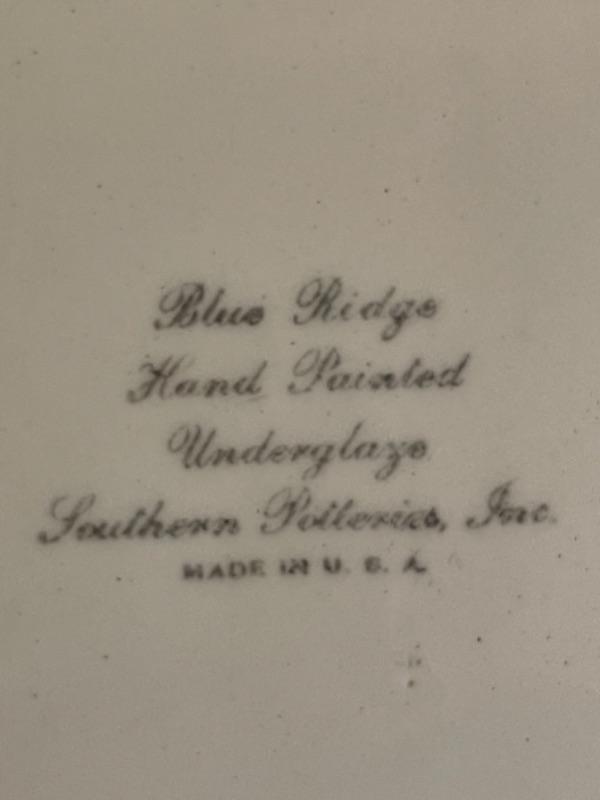 Blue Ridge
Hand Painted
Underglaze
Southern Potteries, Inc.
MADE IN U. S. A.